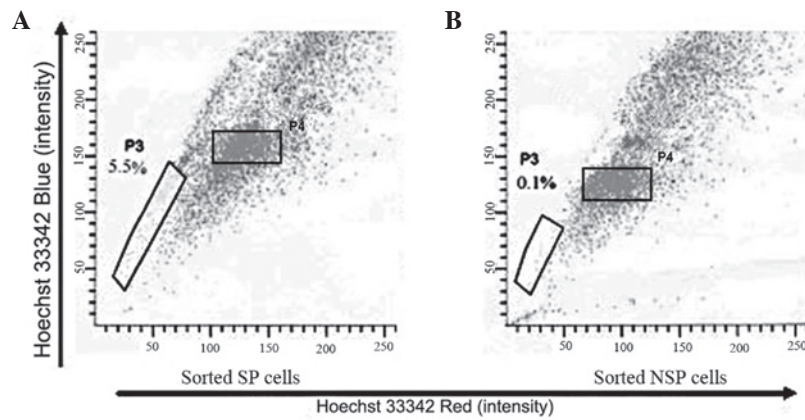 A
B
Hoechst 33342 Blue (intensity)
250
200
150
100
50
P3
5.5%
P4
50
100
150
200
250
Sorted SP cells
250
200
150
100
50
P3
0.1%
P4
50
100
150
200
250
Sorted NSP cells
Hoechst 33342 Red (intensity)